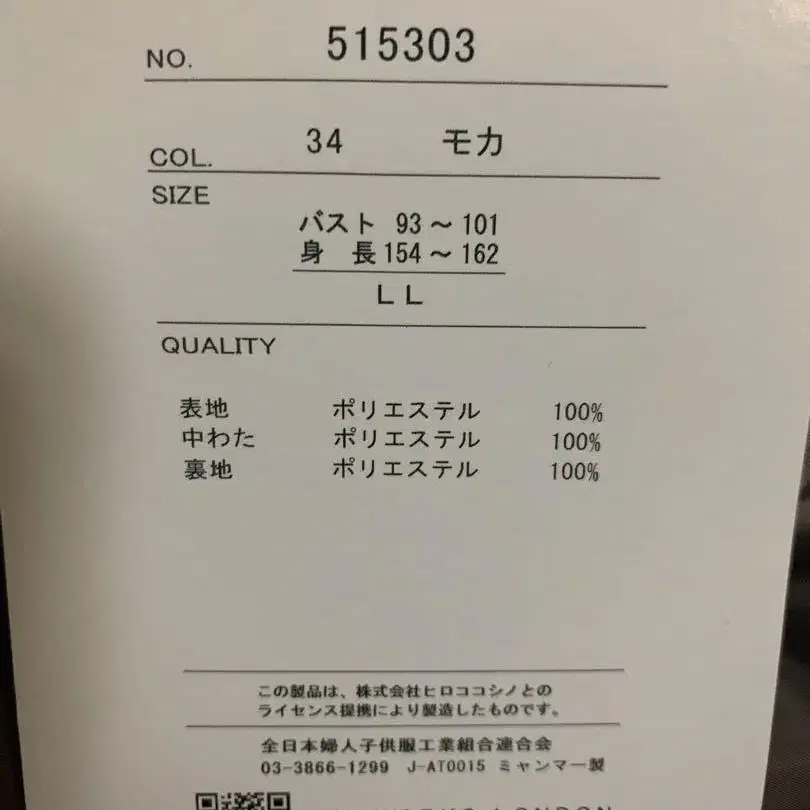 NO. 515303
COL. 34 モカ
SIZE
バスト 93～101
身 長154～162
LL
QUALITY
表地 ポリエステル 100%
中わた ポリエステル 100%
裏地 ポリエステル 100%
この製品は、株式会社ヒロココシノとの
ライセンス提携により製造したものです。
全日本婦人子供服工業組合連合会
03-3866-1299 J-AT0015 ミャンマー製
LONDON